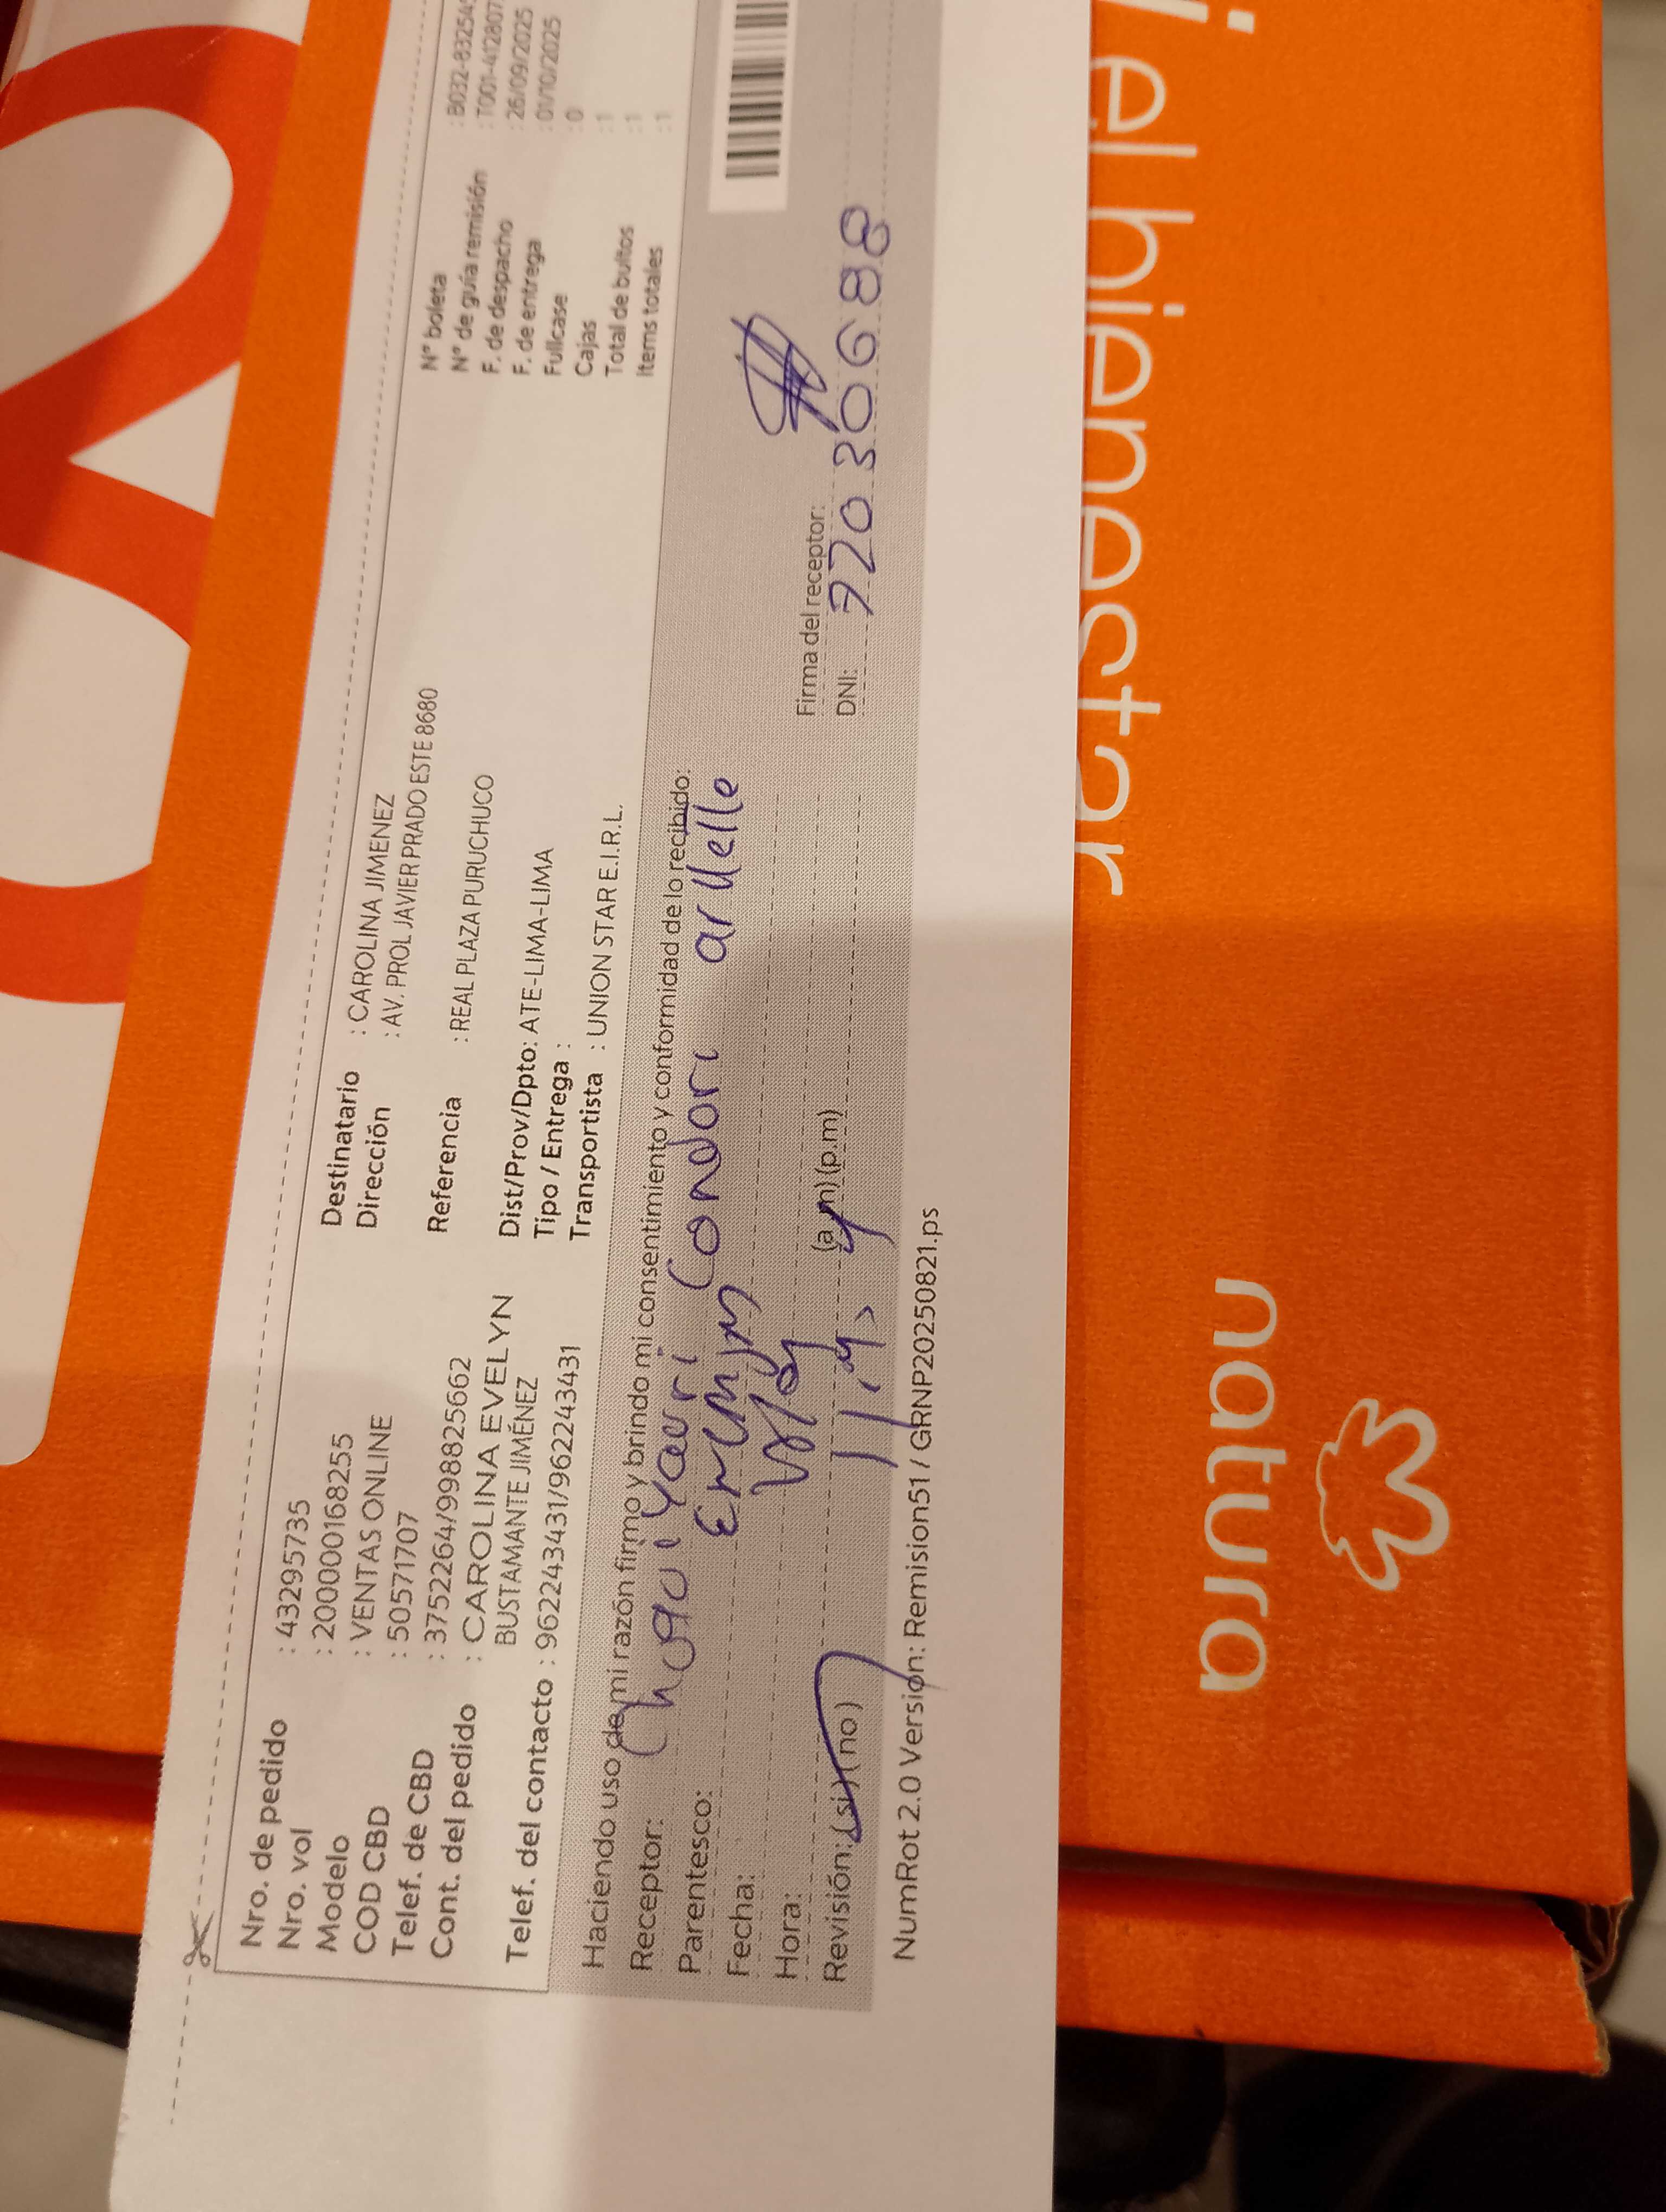 Nro. de pedido : 43295735
Nro. vol : 2000000168255
Modelo : VENTAS ONLINE
COD CBD : 50571707
Telef. de CBD : 3752264/998825662
Cont. del pedido : CAROLINA EVELYN
BUSTAMANTE JIMÉNEZ
Telef. del contacto : 962243431/962243431
Destinatario : CAROLINA JIMENEZ
Dirección : AV. PROL JAVIER PRADO ESTE 8680
Referencia : REAL PLAZA PURUCHUCO
Dist/Prov/Dpto: ATE-LIMA-LIMA
Tipo / Entrega :
Transportista : UNION STAR E.I.R.L.
N° boleta : B032-83254
N° de guía remisión : T001-412807
F. de despacho : 26/09/2025
F. de entrega : 01/10/2025
Fullcase : 0
Cajas : 1
Total de bultos : 1
Items totales : 1
Haciendo uso de mi razón firmo y brindo mi consentimiento y conformidad de lo recibido:
Receptor: Yauri Condori
Parentesco:
Fecha:
Hora: (a.m)(p.m)
Revisión: (si)(no)
Firma del receptor:
DNI: 72030688
NumRot 2.0 Version: Remision51 / GRNP20250821.ps
el bienestar
natura